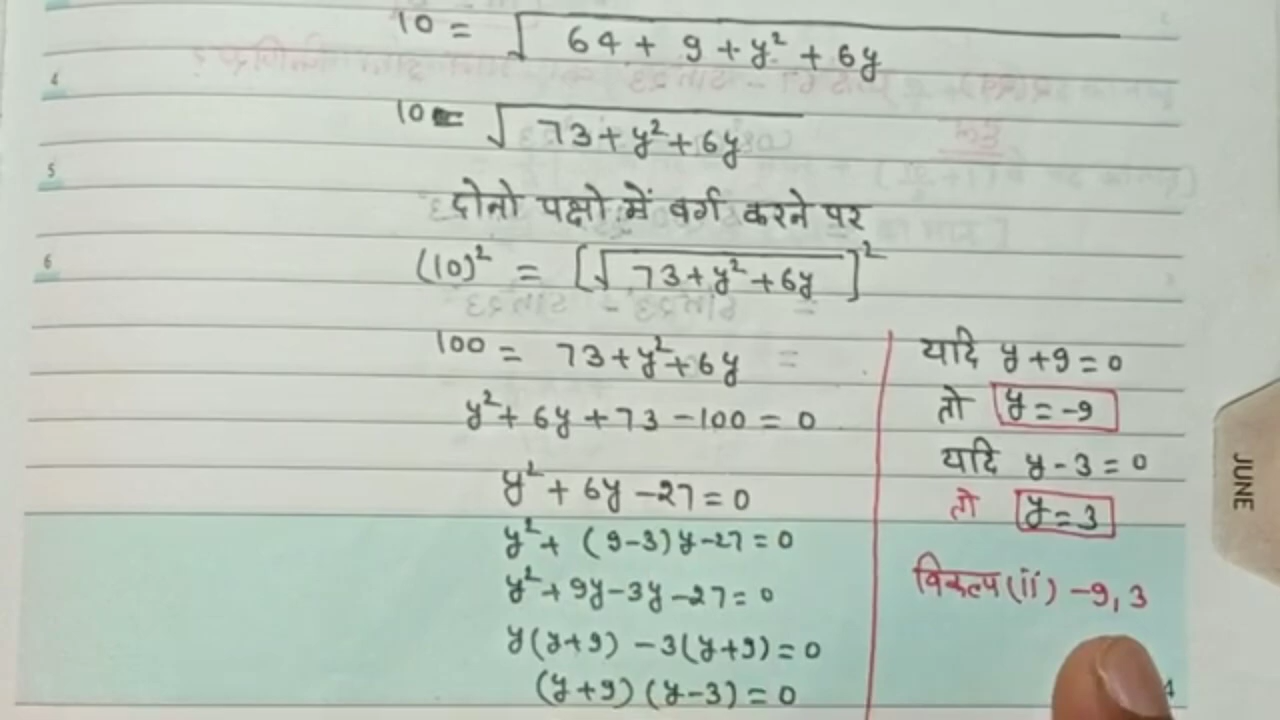 10 = √64 + 9 + y² + 6y
4
10 = √73 + y² + 6y
5
दोनो पक्षो में वर्ग करने पर
6
(10)² = [√73 + y² + 6y]²
100 = 73 + y² + 6y
y² + 6y + 73 - 100 = 0
y² + 6y - 27 = 0
y² + (9-3)y - 27 = 0
y² + 9y - 3y - 27 = 0
y(y+9) - 3(y+9) = 0
(y+9) (y-3) = 0
यदि y + 9 = 0
तो y = -9
यदि y - 3 = 0
तो y = 3
विकल्प (ii) -9, 3
JUNE